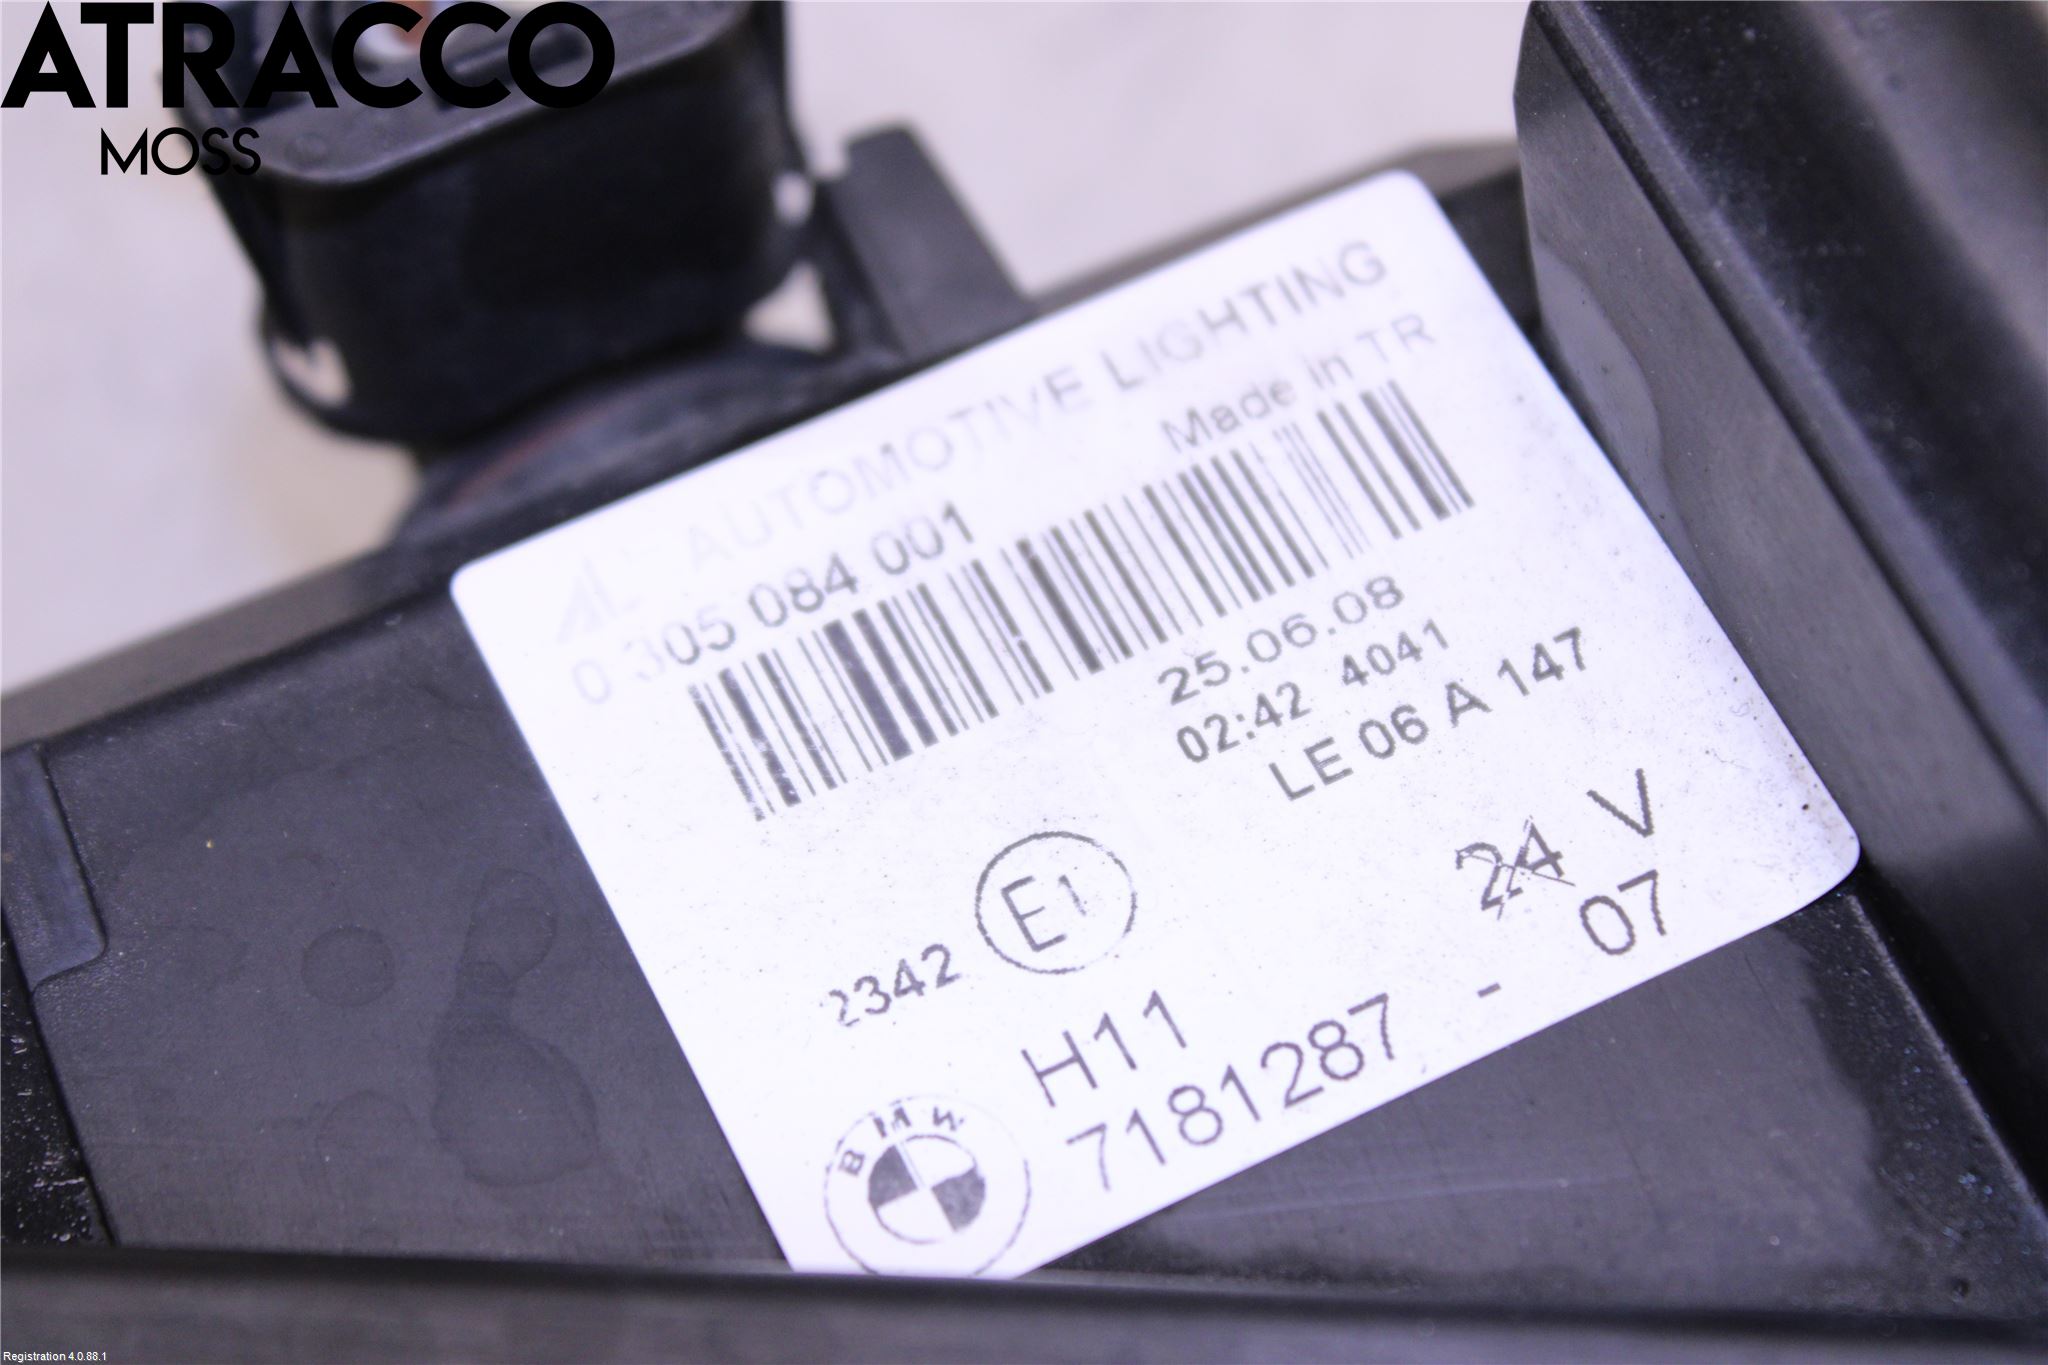 ATRACCO
MOSS
AL AUTOMOTIVE LIGHTING
Made in TR
0 305 084 001
25.06.08
02:42 4041
LE 06 A 147
24 V
2342 E1
07
H11
7181287 -
BMW
Registration 4.0.88.1